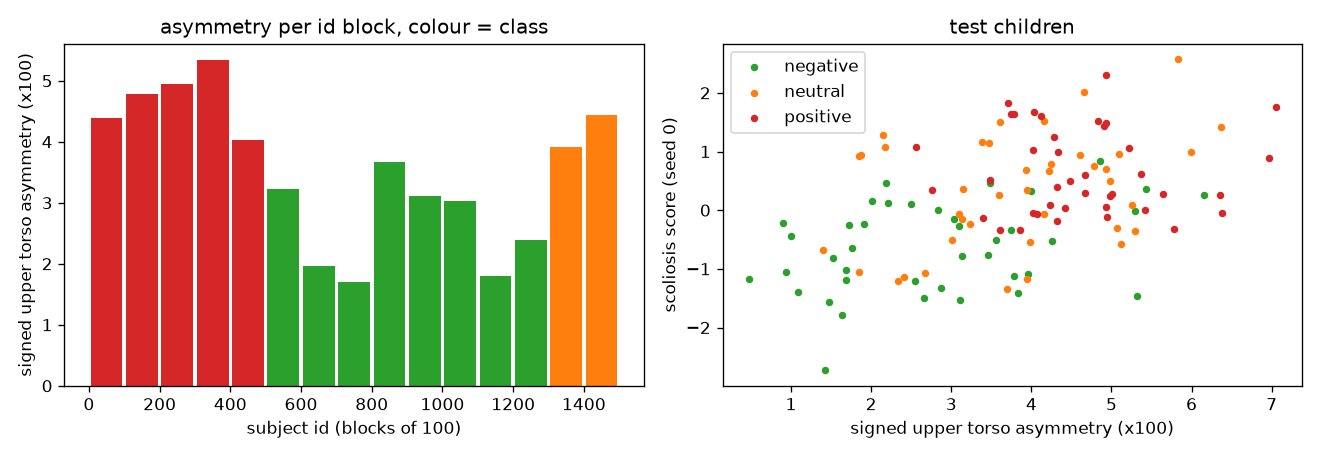 asymmetry per id block, colour = class
signed upper torso asymmetry (x100)
5
4
3
2
1
0
0 200 400 600 800 1000 1200 1400
subject id (blocks of 100)
test children
negative
neutral
positive
scoliosis score (seed 0)
2
1
0
−1
−2
1 2 3 4 5 6 7
signed upper torso asymmetry (x100)